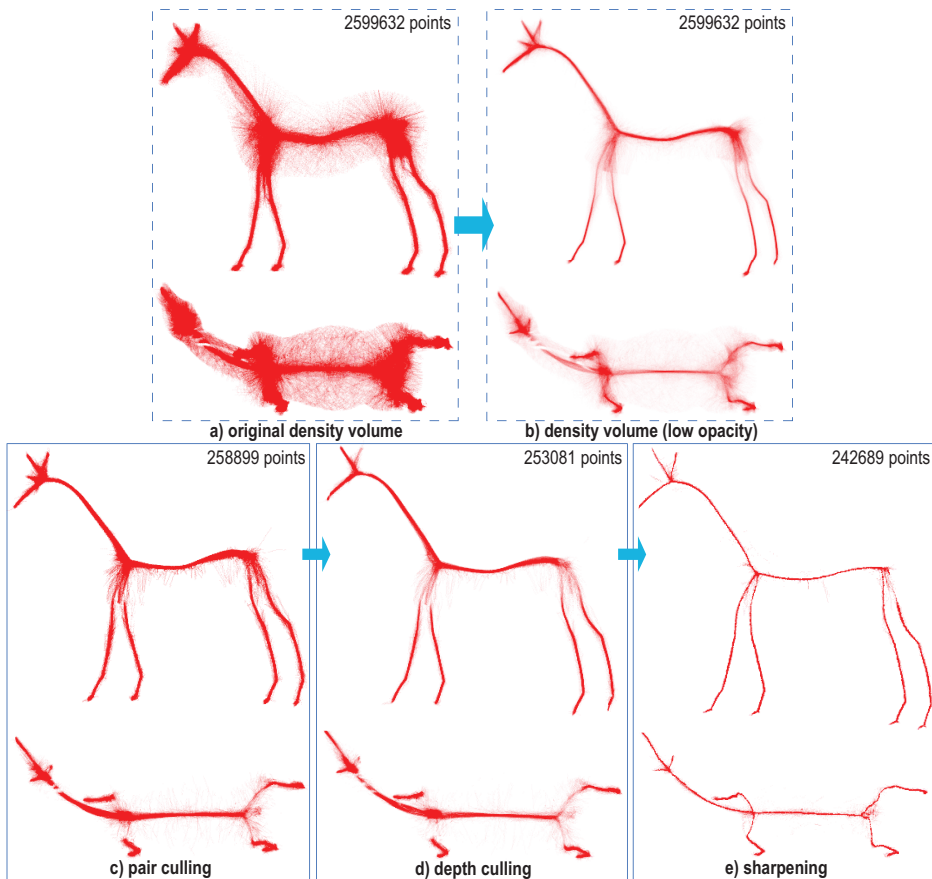 2599632 points
2599632 points
a) original density volume
b) density volume (low opacity)
258899 points
253081 points
242689 points
c) pair culling
d) depth culling
e) sharpening